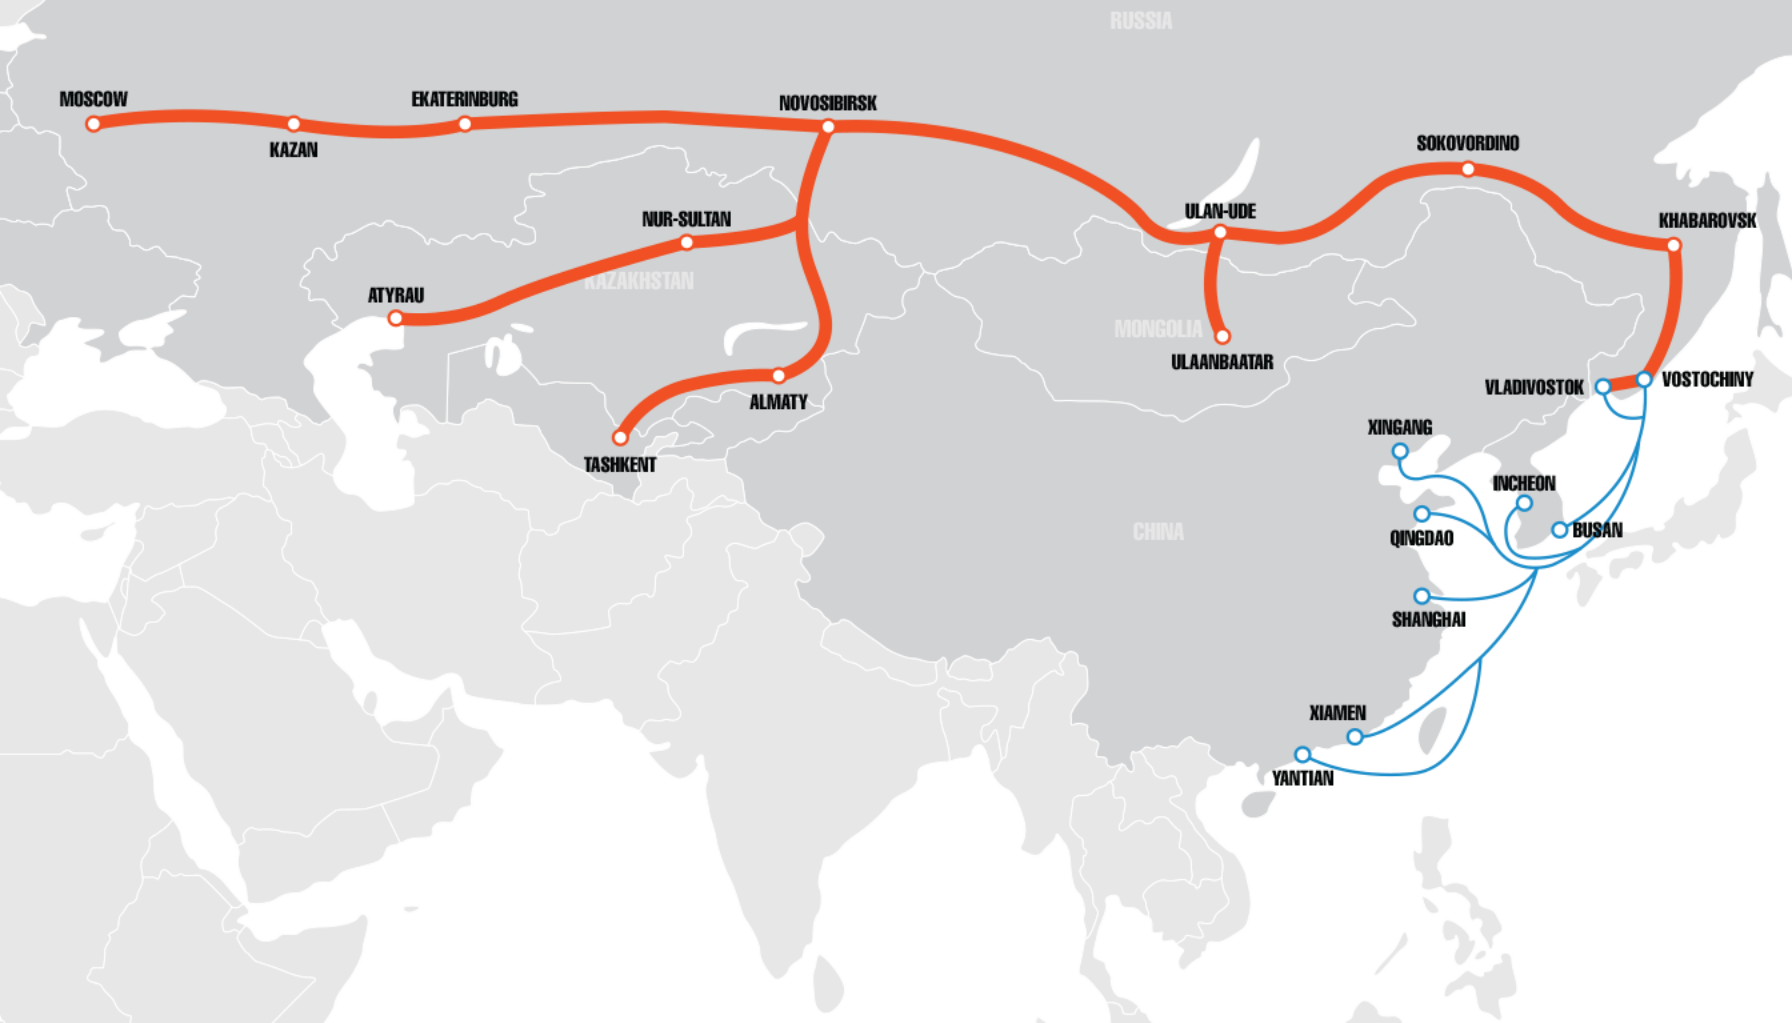 RUSSIA
MOSCOW
EKATERINBURG
NOVOSIBIRSK
KAZAN
SOKOVORDINO
NUR-SULTAN
ULAN-UDE
KHABAROVSK
KAZAKHSTAN
ATYRAU
MONGOLIA
ULAANBAATAR
VLADIVOSTOK
VOSTOCHINY
ALMATY
XINGANG
TASHKENT
INCHEON
CHINA
QINGDAO
BUSAN
SHANGHAI
XIAMEN
YANTIAN